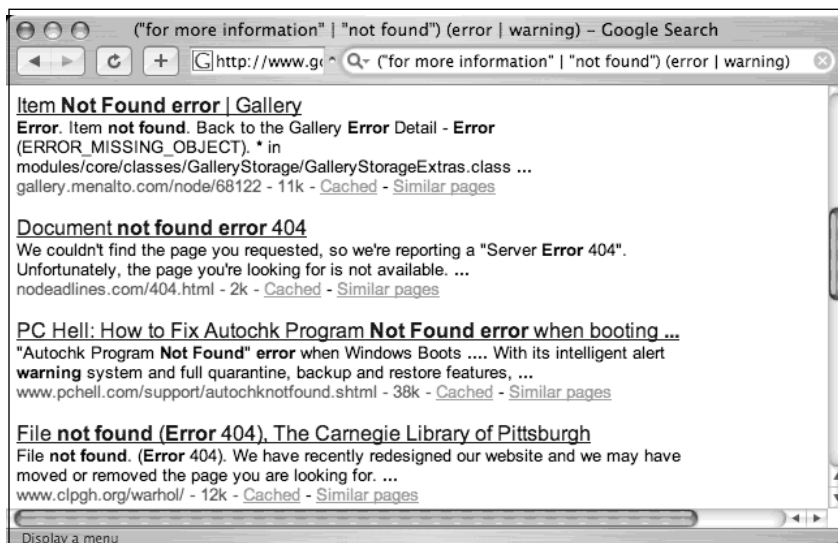 ("for more information" | "not found") (error | warning) – Google Search
G http://www.g ("for more information" | "not found") (error | warning)
Item Not Found error | Gallery
Error. Item not found. Back to the Gallery Error Detail - Error
(ERROR_MISSING_OBJECT). * in
modules/core/classes/GalleryStorage/GalleryStorageExtras.class ...
gallery.menalto.com/node/68122 - 11k - Cached - Similar pages
Document not found error 404
We couldn't find the page you requested, so we're reporting a "Server Error 404".
Unfortunately, the page you're looking for is not available. ...
nodeadlines.com/404.html - 2k - Cached - Similar pages
PC Hell: How to Fix Autochk Program Not Found error when booting ...
"Autochk Program Not Found" error when Windows Boots .... With its intelligent alert
warning system and full quarantine, backup and restore features, ...
www.pchell.com/support/autochknotfound.shtml - 38k - Cached - Similar pages
File not found (Error 404), The Carnegie Library of Pittsburgh
File not found. (Error 404). We have recently redesigned our website and we may have
moved or removed the page you are looking for. ...
www.clpgh.org/warhol/ - 12k - Cached - Similar pages
Display a menu